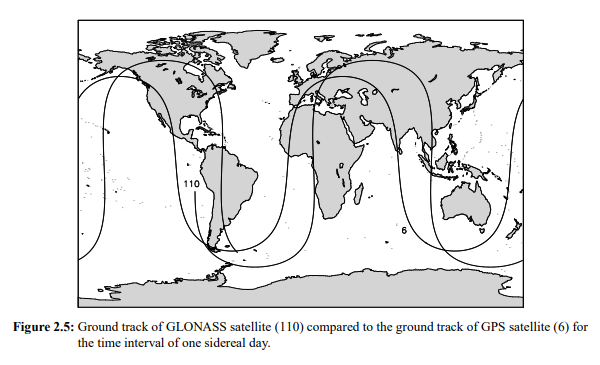 110
6
Figure 2.5: Ground track of GLONASS satellite (110) compared to the ground track of GPS satellite (6) for
the time interval of one sidereal day.